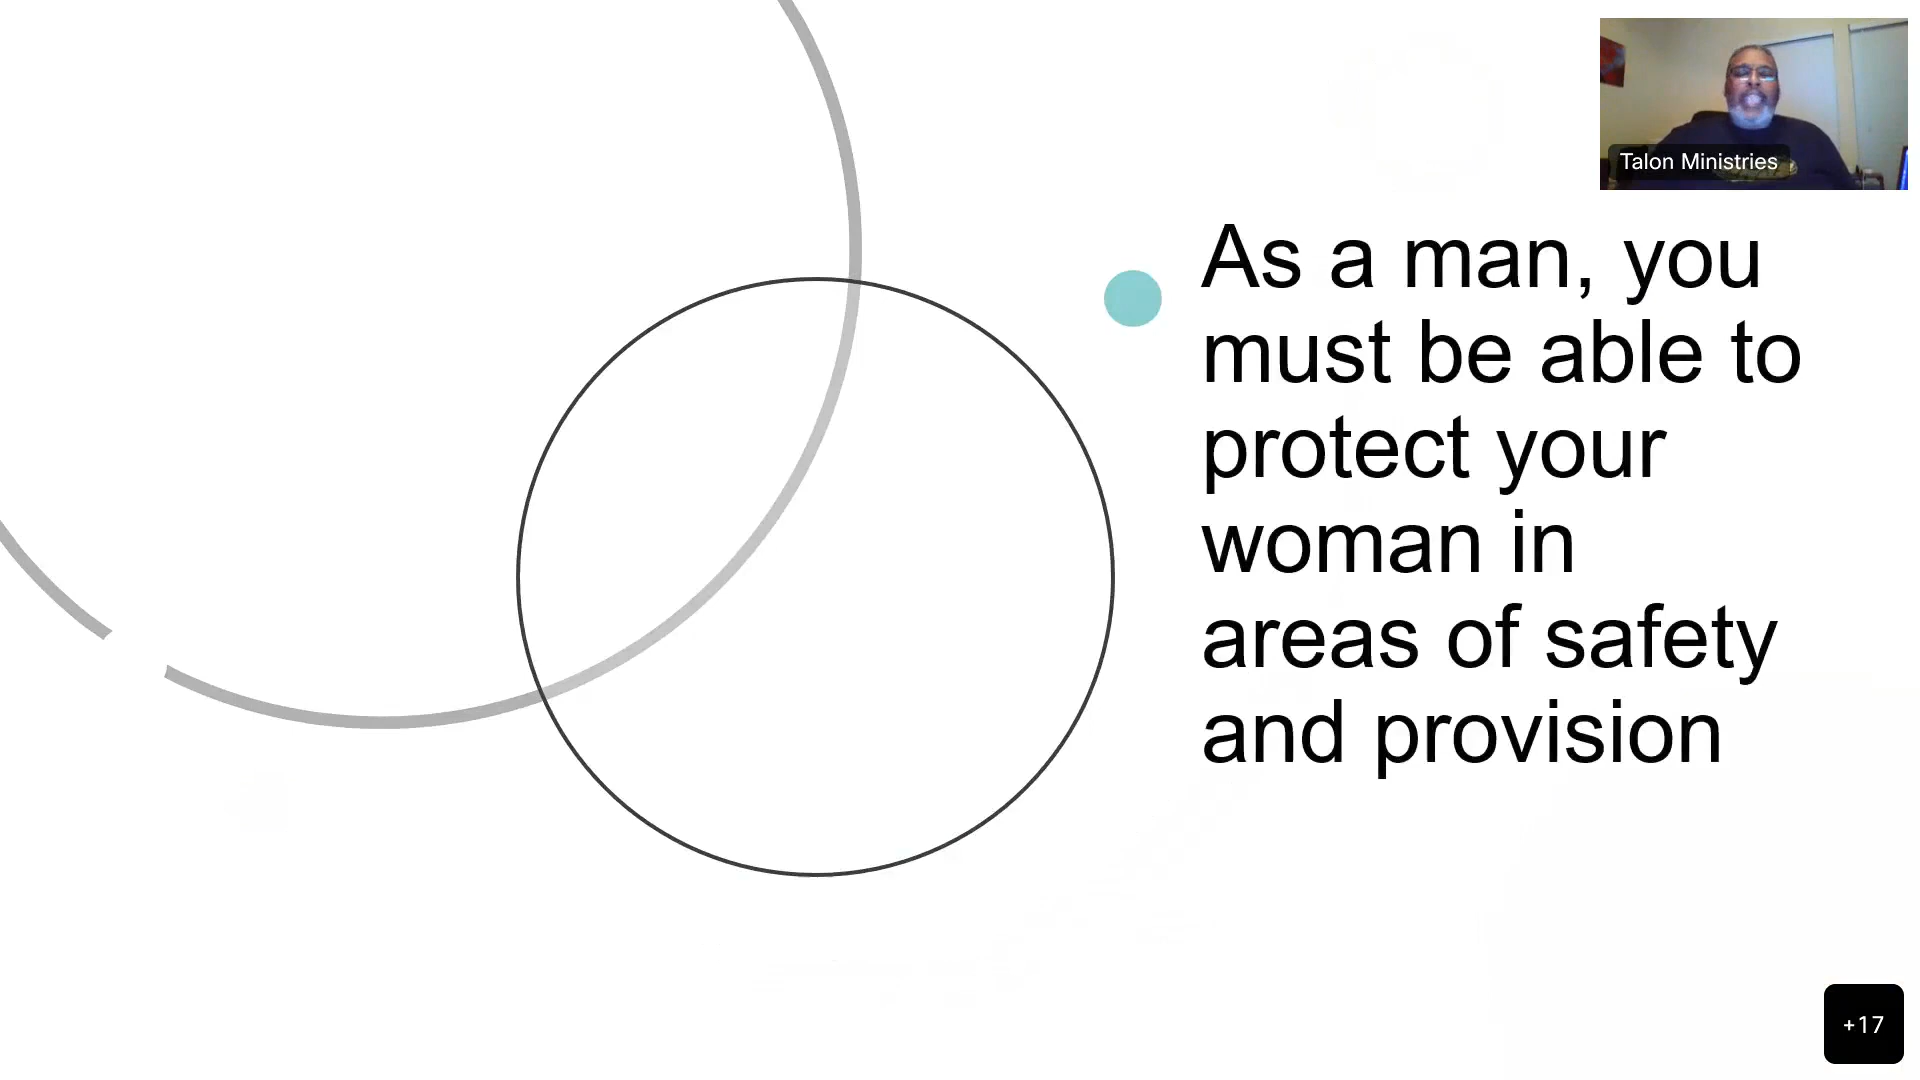 Talon Ministries
As a man, you
must be able to
protect your
woman in
areas of safety
and provision
+17